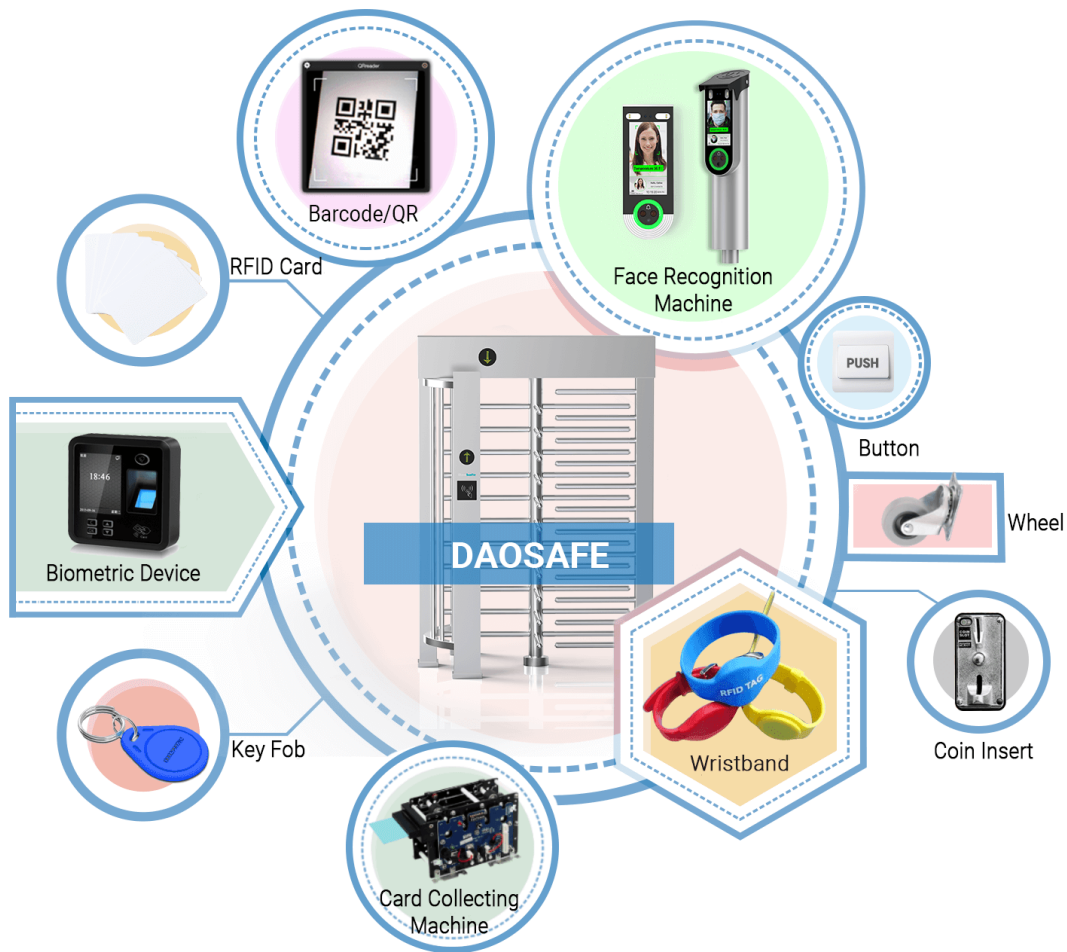 QRreader
Barcode/QR
Face Recognition
Machine
RFID Card
PUSH
Button
18:46
Biometric Device
DAOSAFE
Wheel
RFID TAG
Wristband
Coin Insert
Key Fob
Card Collecting
Machine